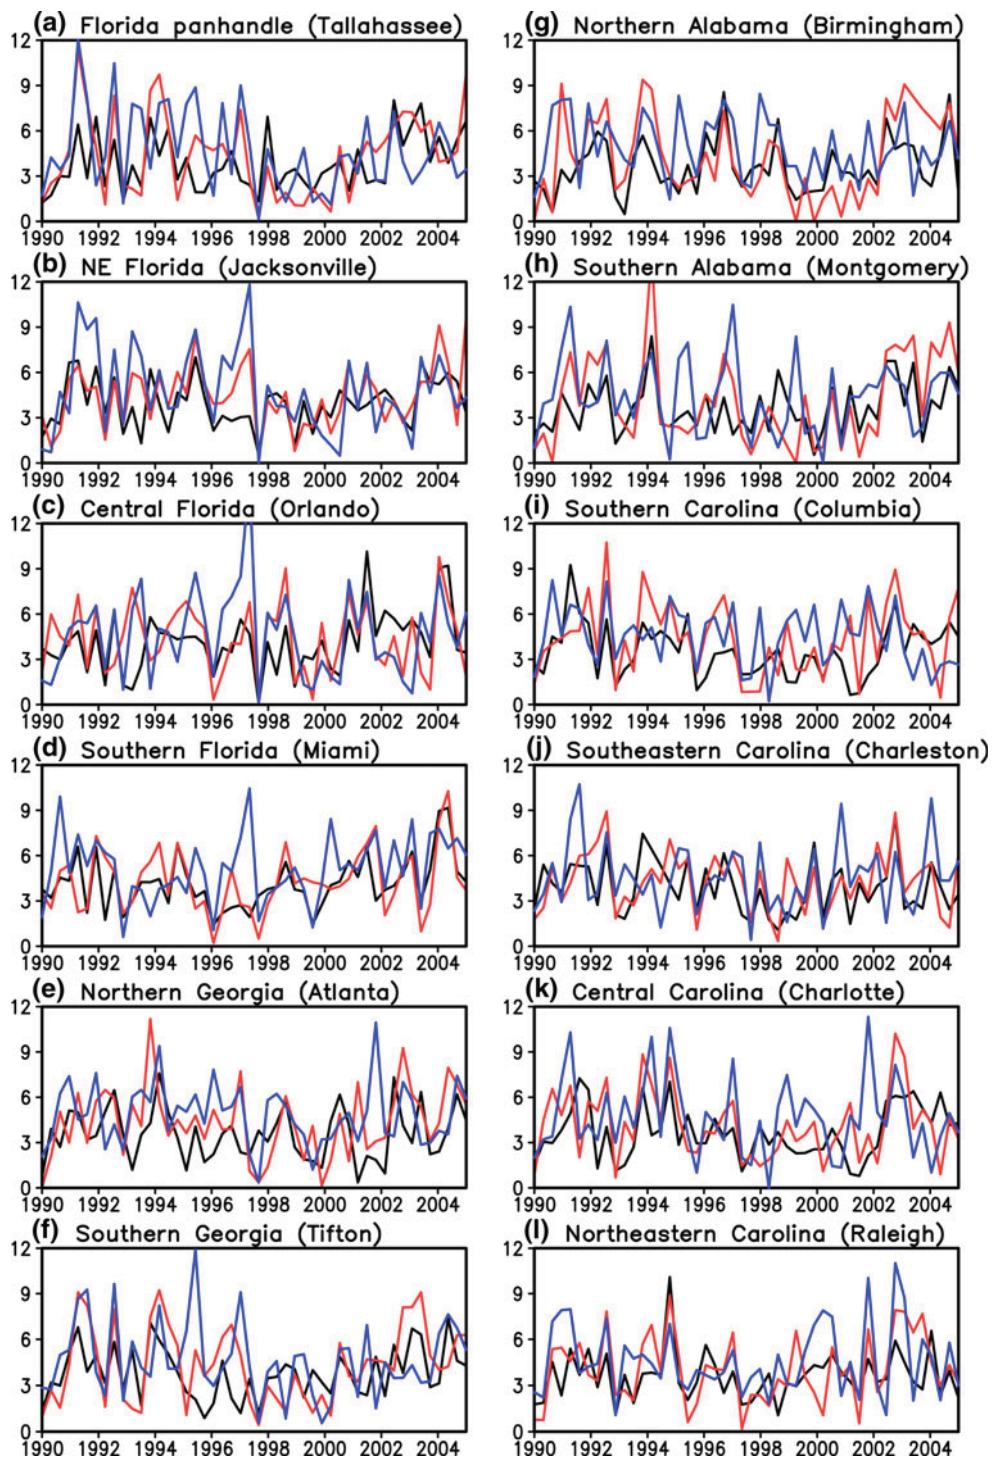 (a) Florida panhandle (Tallahassee)
12
9
6
3
0
1990 1992 1994 1996 1998 2000 2002 2004
(b) NE Florida (Jacksonville)
12
9
6
3
0
1990 1992 1994 1996 1998 2000 2002 2004
(c) Central Florida (Orlando)
12
9
6
3
0
1990 1992 1994 1996 1998 2000 2002 2004
(d) Southern Florida (Miami)
12
9
6
3
0
1990 1992 1994 1996 1998 2000 2002 2004
(e) Northern Georgia (Atlanta)
12
9
6
3
0
1990 1992 1994 1996 1998 2000 2002 2004
(f) Southern Georgia (Tifton)
12
9
6
3
0
1990 1992 1994 1996 1998 2000 2002 2004
(g) Northern Alabama (Birmingham)
12
9
6
3
0
1990 1992 1994 1996 1998 2000 2002 2004
(h) Southern Alabama (Montgomery)
12
9
6
3
0
1990 1992 1994 1996 1998 2000 2002 2004
(i) Southern Carolina (Columbia)
12
9
6
3
0
1990 1992 1994 1996 1998 2000 2002 2004
(j) Southeastern Carolina (Charleston)
12
9
6
3
0
1990 1992 1994 1996 1998 2000 2002 2004
(k) Central Carolina (Charlotte)
12
9
6
3
0
1990 1992 1994 1996 1998 2000 2002 2004
(l) Northeastern Carolina (Raleigh)
12
9
6
3
0
1990 1992 1994 1996 1998 2000 2002 2004